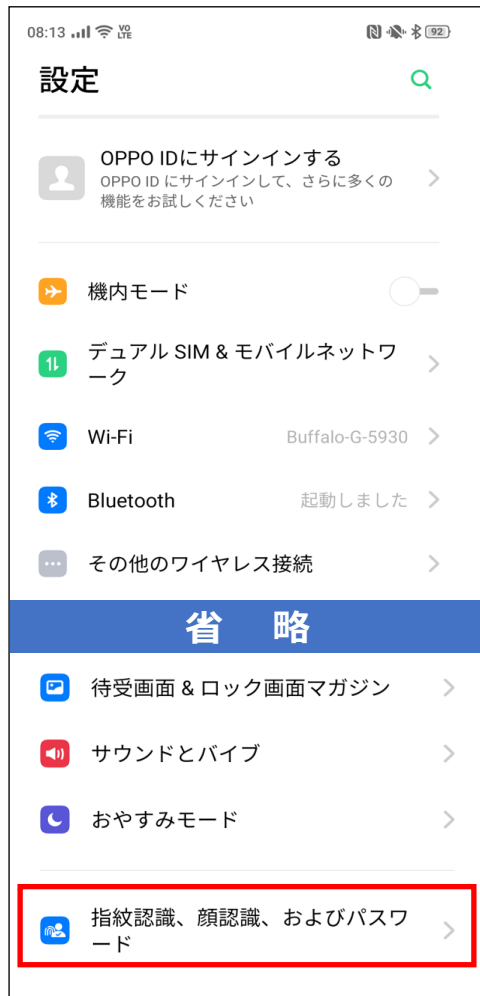 08:13 VO LTE 92
設定
OPPO IDにサインインする
OPPO ID にサインインして、さらに多くの
機能をお試しください
機内モード
デュアル SIM & モバイルネットワ
ーク
Wi-Fi Buffalo-G-5930
Bluetooth 起動しました
その他のワイヤレス接続
省 略
待受画面 & ロック画面マガジン
サウンドとバイブ
おやすみモード
指紋認識、顔認識、およびパスワ
ード